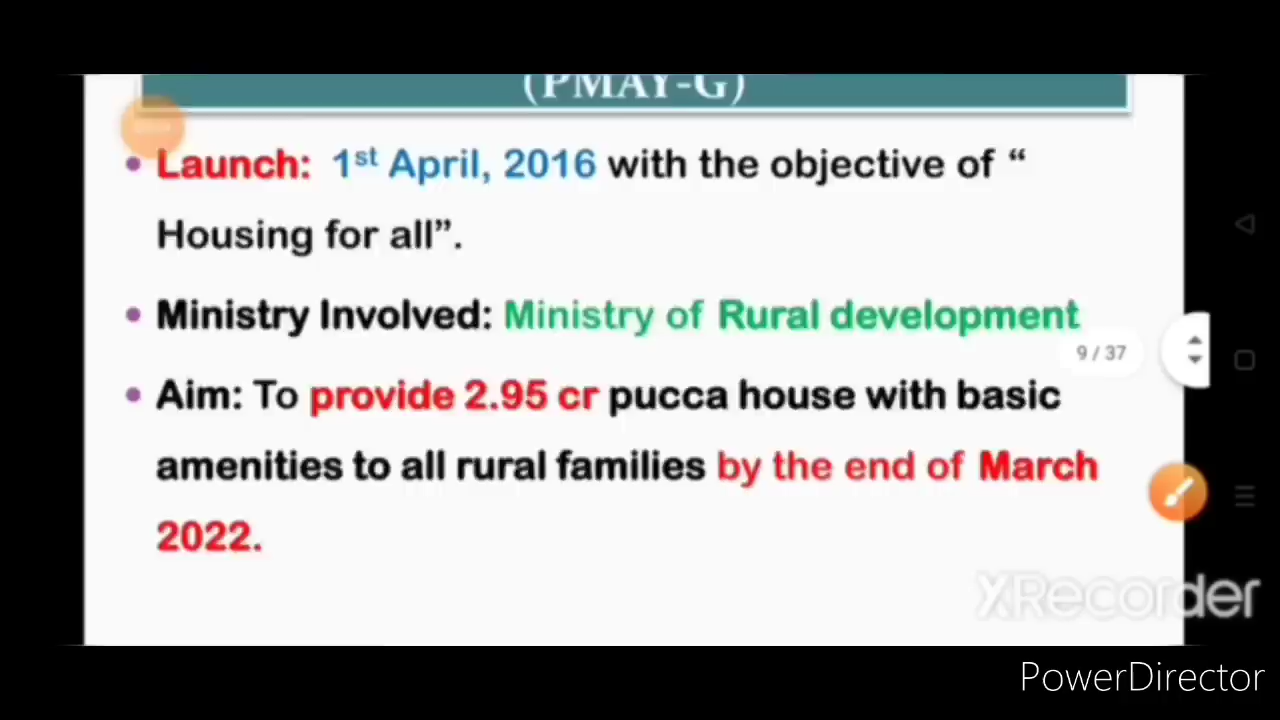 (PMAY-G)
• Launch: 1st April, 2016 with the objective of “
Housing for all”.
• Ministry Involved: Ministry of Rural development
9 / 37
• Aim: To provide 2.95 cr pucca house with basic
amenities to all rural families by the end of March
2022.
XRecorder
PowerDirector